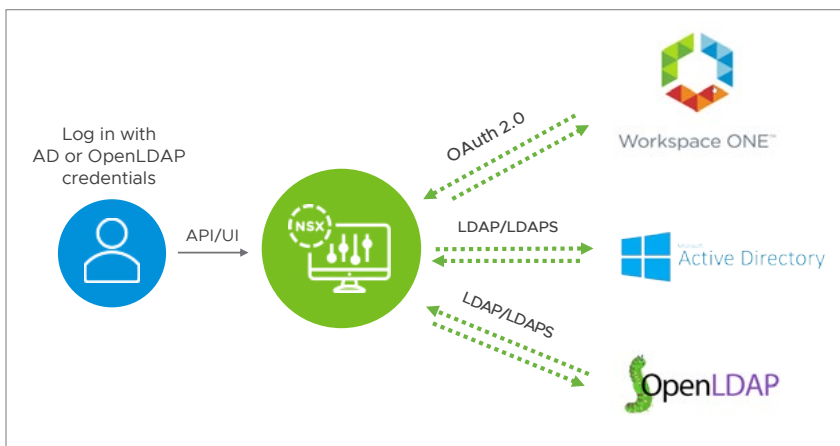 Log in with
AD or OpenLDAP
credentials
API/UI
NSX
OAuth 2.0
Workspace ONE™
LDAP/LDAPS
Microsoft
Active Directory
LDAP/LDAPS
OpenLDAP